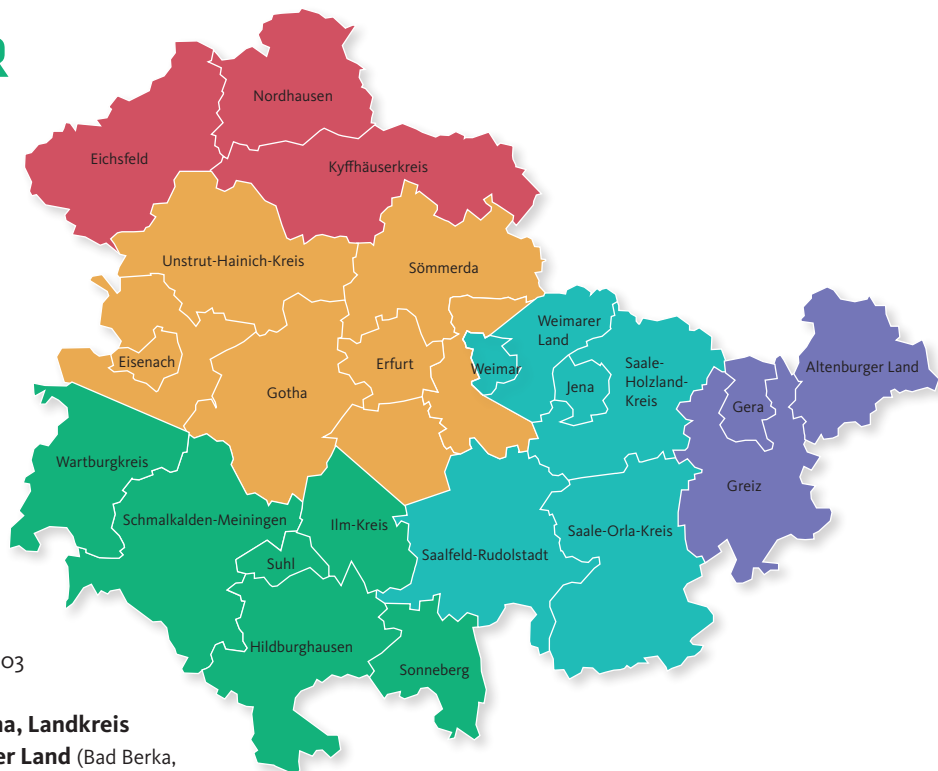 R
Nordhausen
Eichsfeld
Kyffhäuserkreis
Unstrut-Hainich-Kreis
Sömmerda
Weimarer
Land
Eisenach
Gotha
Erfurt
Weimar
Jena
Saale-
Holzland-
Kreis
Altenburger Land
Gera
Greiz
Wartburgkreis
Schmalkalden-Meiningen
Ilm-Kreis
Suhl
Saalfeld-Rudolstadt
Saale-Orla-Kreis
Hildburghausen
Sonneberg
03
na, Landkreis
er Land (Bad Berka,